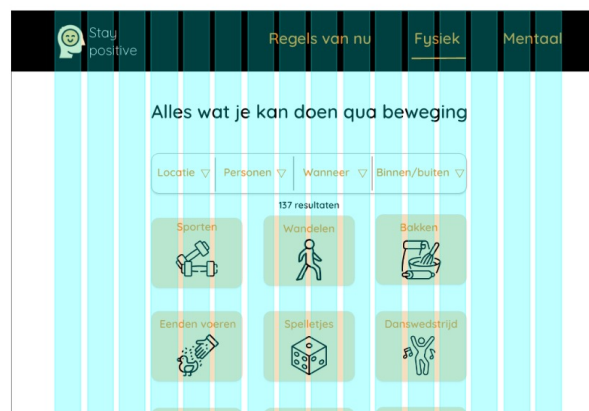 Stay
positive
Regels van nu
Fysiek
Mentaal
Alles wat je kan doen qua beweging
Locatie
Personen
Wanneer
Binnen/buiten
137 resultaten
Sporten
Wandelen
Bakken
Eenden voeren
Spelletjes
Danswedstrijd